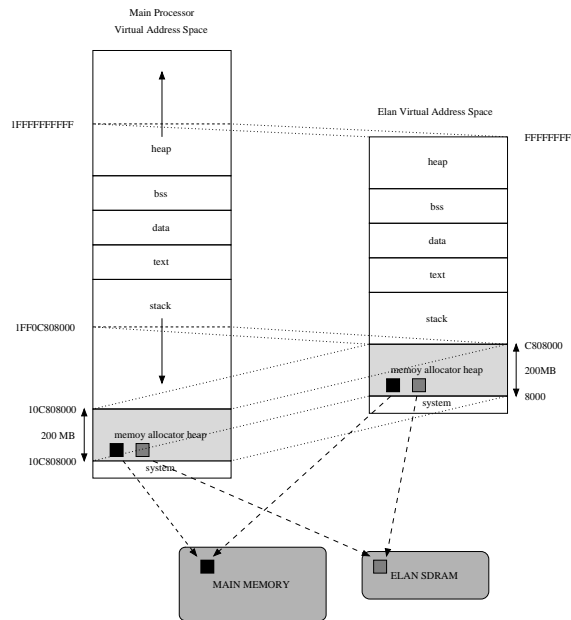 Main Processor
Virtual Address Space
1FFFFFFFFFF
heap
bss
data
text
stack
1FF0C808000
10C808000
200 MB
memoy allocator heap
10C808000
system
Elan Virtual Address Space
FFFFFFFF
heap
bss
data
text
stack
C808000
memoy allocator heap
200MB
8000
system
MAIN MEMORY
ELAN SDRAM